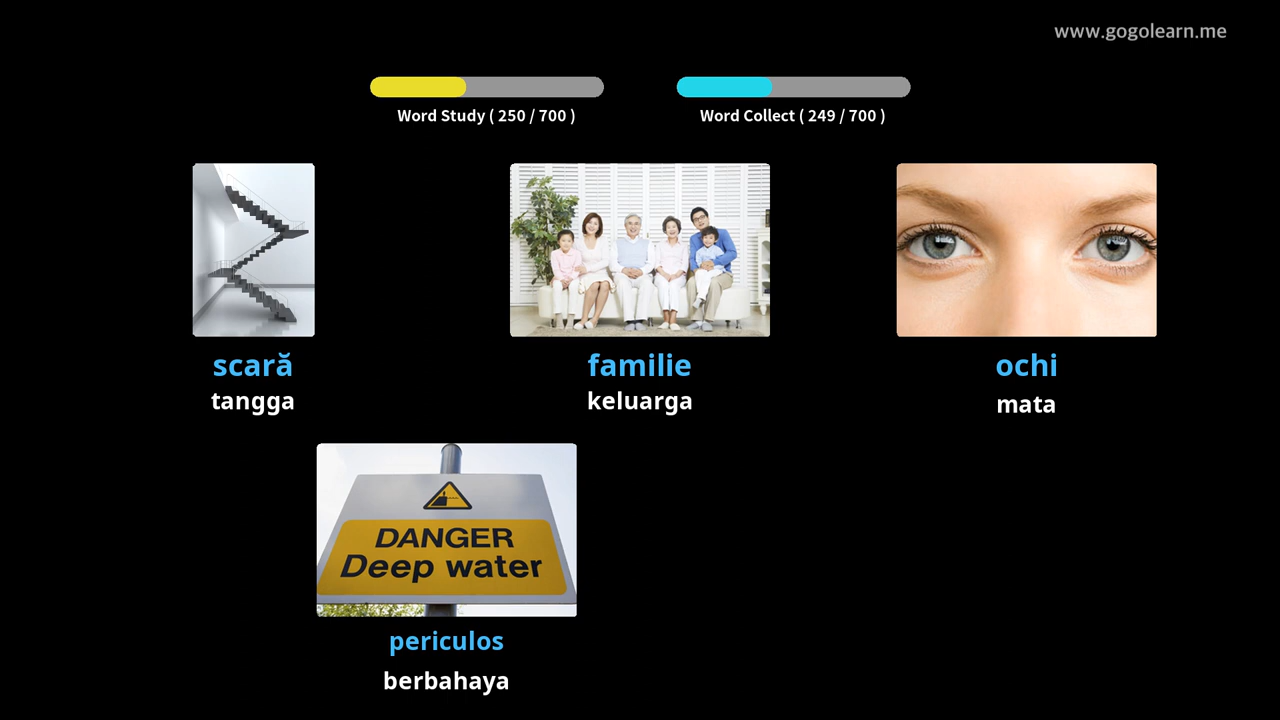 www.gogolearn.me
Word Study ( 250 / 700 )
Word Collect ( 249 / 700 )
scară
tangga
familie
keluarga
ochi
mata
DANGER
Deep water
periculos
berbahaya